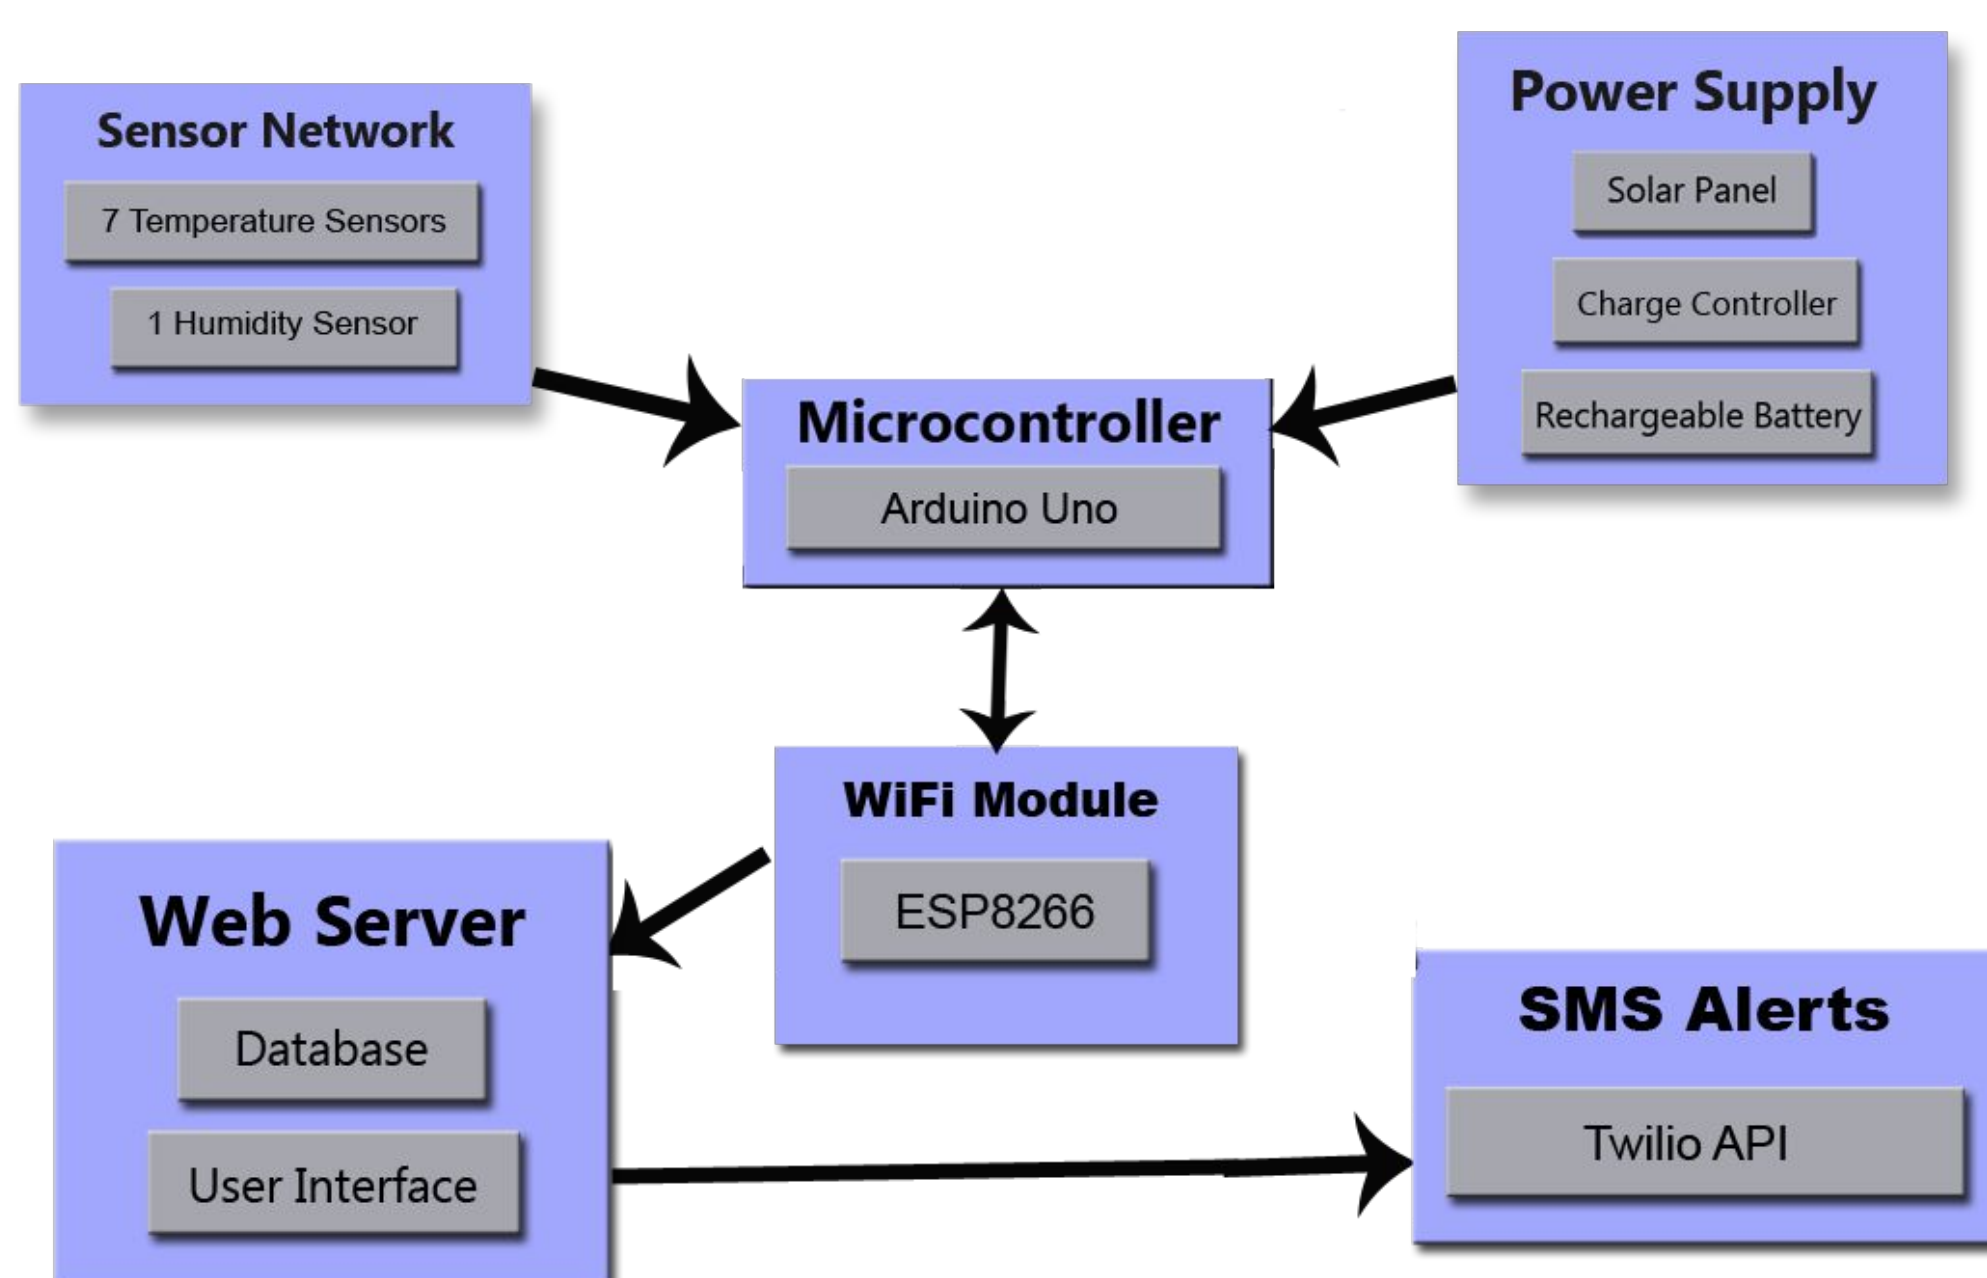 Sensor Network
7 Temperature Sensors
1 Humidity Sensor
Power Supply
Solar Panel
Charge Controller
Rechargeable Battery
Microcontroller
Arduino Uno
WiFi Module
ESP8266
Web Server
Database
User Interface
SMS Alerts
Twilio API